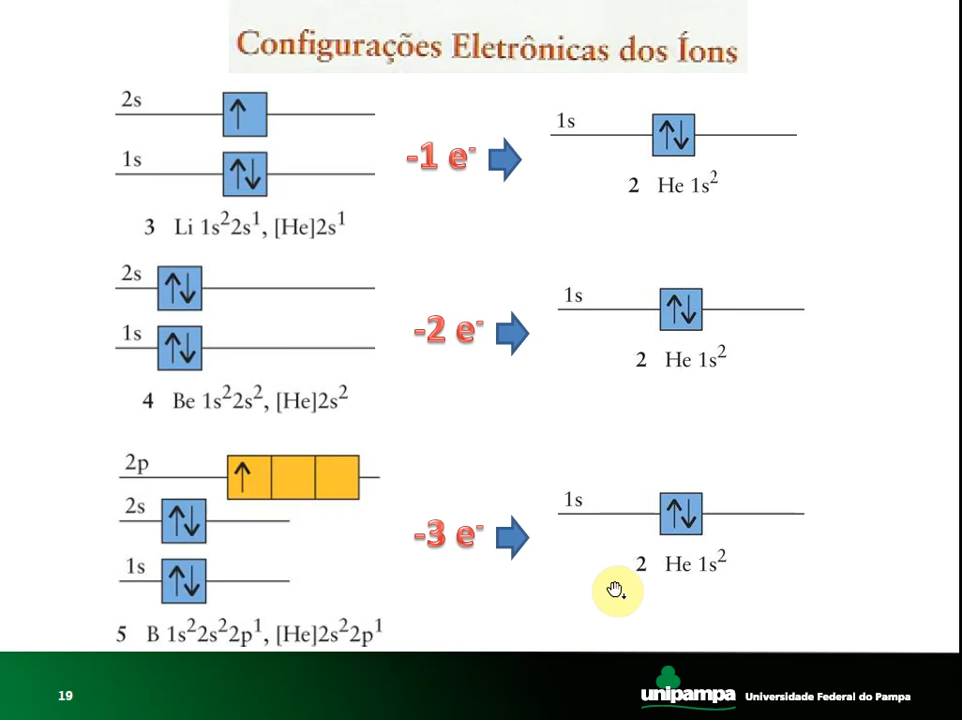 Configurações Eletrônicas dos Íons
2s ↑
1s ↑↓
3 Li 1s²2s¹, [He]2s¹
-1 e⁻
1s ↑↓
2 He 1s²
2s ↑↓
1s ↑↓
4 Be 1s²2s², [He]2s²
-2 e⁻
1s ↑↓
2 He 1s²
2p ↑
2s ↑↓
1s ↑↓
5 B 1s²2s²2p¹, [He]2s²2p¹
-3 e⁻
1s ↑↓
2 He 1s²
19
unipampa Universidade Federal do Pampa